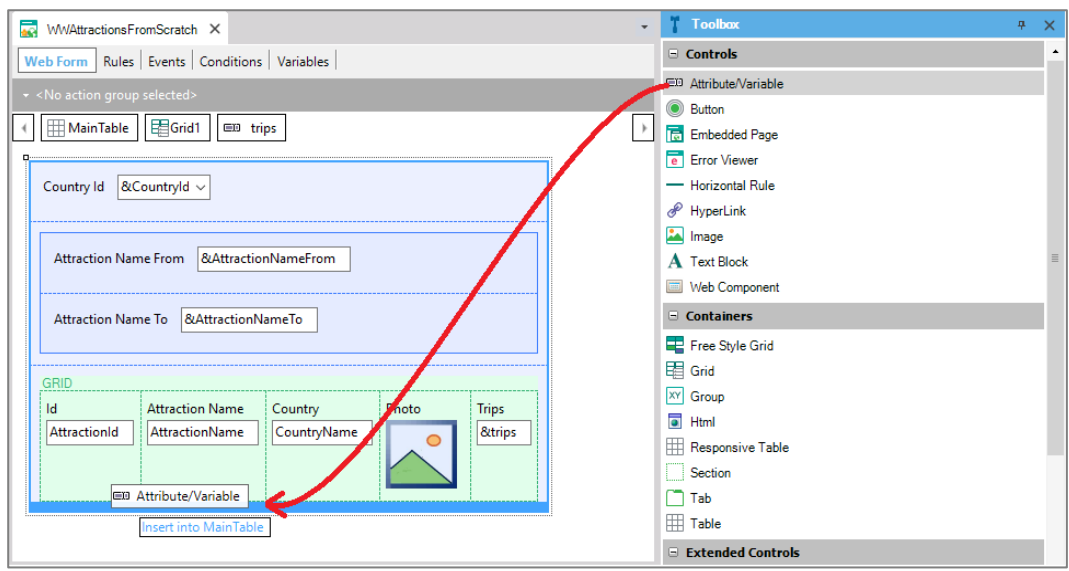 WWAttractionsFromScratch
Web Form Rules Events Conditions Variables
<No action group selected>
MainTable Grid1 trips
Country Id &CountryId
Attraction Name From &AttractionNameFrom
Attraction Name To &AttractionNameTo
GRID
Id Attraction Name Country Photo Trips
AttractionId AttractionName CountryName &trips
Attribute/Variable
Insert into MainTable
Toolbox
Controls
Attribute/Variable
Button
Embedded Page
Error Viewer
Horizontal Rule
HyperLink
Image
Text Block
Web Component
Containers
Free Style Grid
Grid
Group
Html
Responsive Table
Section
Tab
Table
Extended Controls